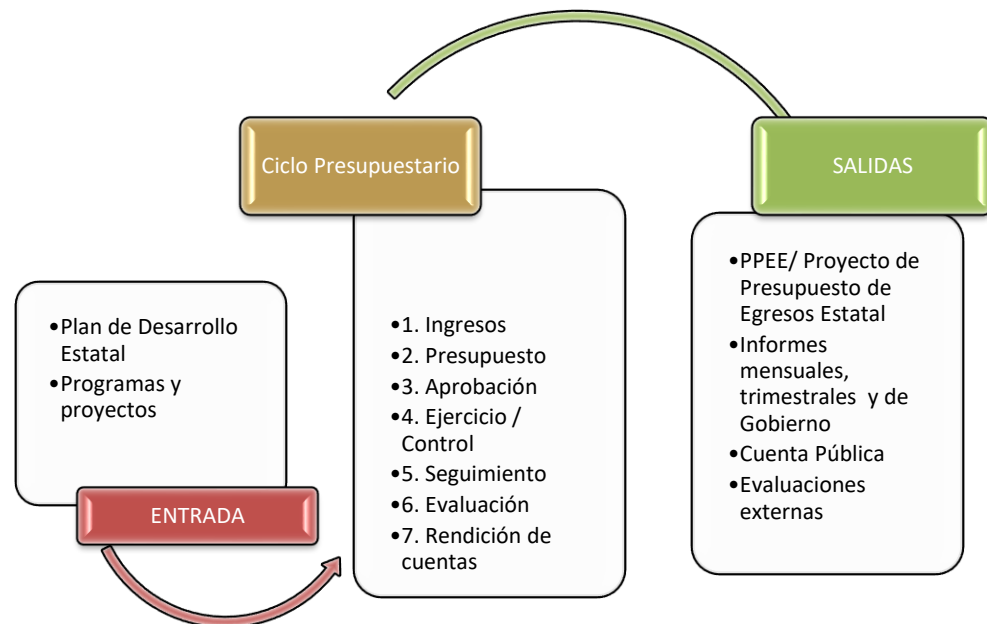 •Plan de Desarrollo
Estatal
•Programas y
proyectos
ENTRADA
Ciclo Presupuestario
•1. Ingresos
•2. Presupuesto
•3. Aprobación
•4. Ejercicio /
Control
•5. Seguimiento
•6. Evaluación
•7. Rendición de
cuentas
SALIDAS
•PPEE/ Proyecto de
Presupuesto de
Egresos Estatal
•Informes
mensuales,
trimestrales y de
Gobierno
•Cuenta Pública
•Evaluaciones
externas